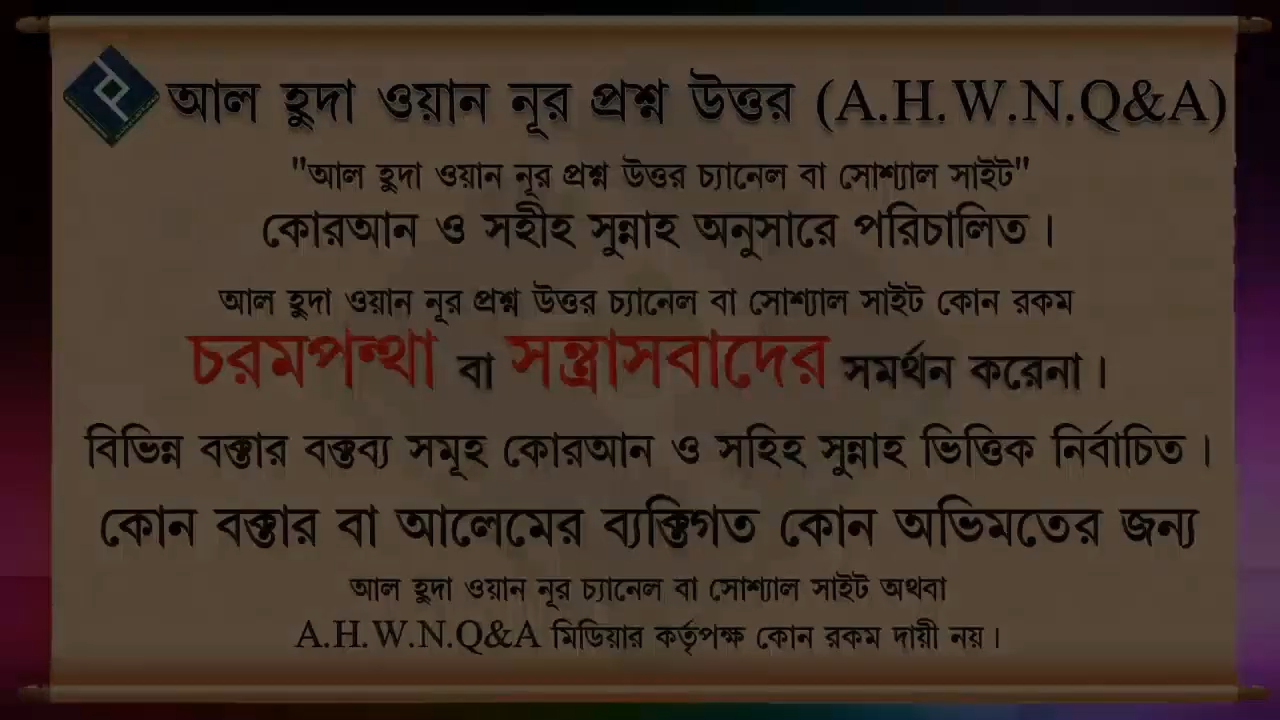 আল হুদা ওয়ান নূর প্রশ্ন উত্তর (A.H.W.N.Q&A)
"আল হুদা ওয়ান নূর প্রশ্ন উত্তর চ্যানেল বা সোশ্যাল সাইট"
কোরআন ও সহীহ সুন্নাহ অনুসারে পরিচালিত।
আল হুদা ওয়ান নূর প্রশ্ন উত্তর চ্যানেল বা সোশ্যাল সাইট কোন রকম
চরমপন্থা বা সন্ত্রাসবাদের সমর্থন করেনা।
বিভিন্ন বক্তার বক্তব্য সমূহ কোরআন ও সহিহ সুন্নাহ ভিত্তিক নির্বাচিত।
কোন বক্তার বা আলেমের ব্যক্তিগত কোন অভিমতের জন্য
আল হুদা ওয়ান নূর চ্যানেল বা সোশ্যাল সাইট অথবা
A.H.W.N.Q&A মিডিয়ার কর্তৃপক্ষ কোন রকম দায়ী নয়।